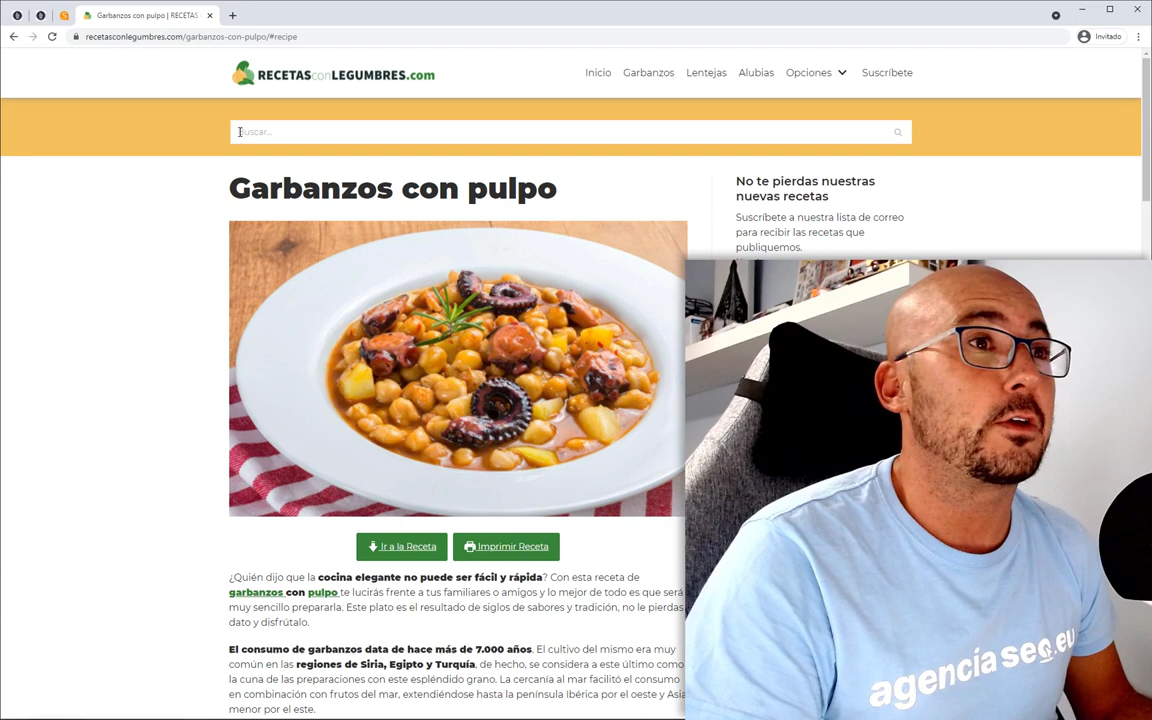 Garbanzos con pulpo | RECETAS
recetasconlegumbres.com/garbanzos-con-pulpo/#recipe
Invitado
RECETASconLEGUMBRES.com
Inicio
Garbanzos
Lentejas
Alubias
Opciones
Suscríbete
Buscar...
Garbanzos con pulpo
No te pierdas nuestras
nuevas recetas
Suscríbete a nuestra lista de correo
para recibir las recetas que
publiquemos.
Ir a la Receta
Imprimir Receta
¿Quién dijo que la cocina elegante no puede ser fácil y rápida? Con esta receta de
garbanzos con pulpo te lucirás frente a tus familiares o amigos y lo mejor de todo es que será
muy sencillo prepararla. Este plato es el resultado de siglos de sabores y tradición, no le pierdas
dato y disfrútalo.
El consumo de garbanzos data de hace más de 7.000 años. El cultivo del mismo era muy
común en las regiones de Siria, Egipto y Turquía, de hecho, se considera a este último como
la cuna de las preparaciones con este espléndido grano. La cercanía al mar facilitó el consumo
en combinación con frutos del mar, extendiéndose hasta la península Ibérica por el oeste y Asia
menor por el este.
agenciaseo.eu